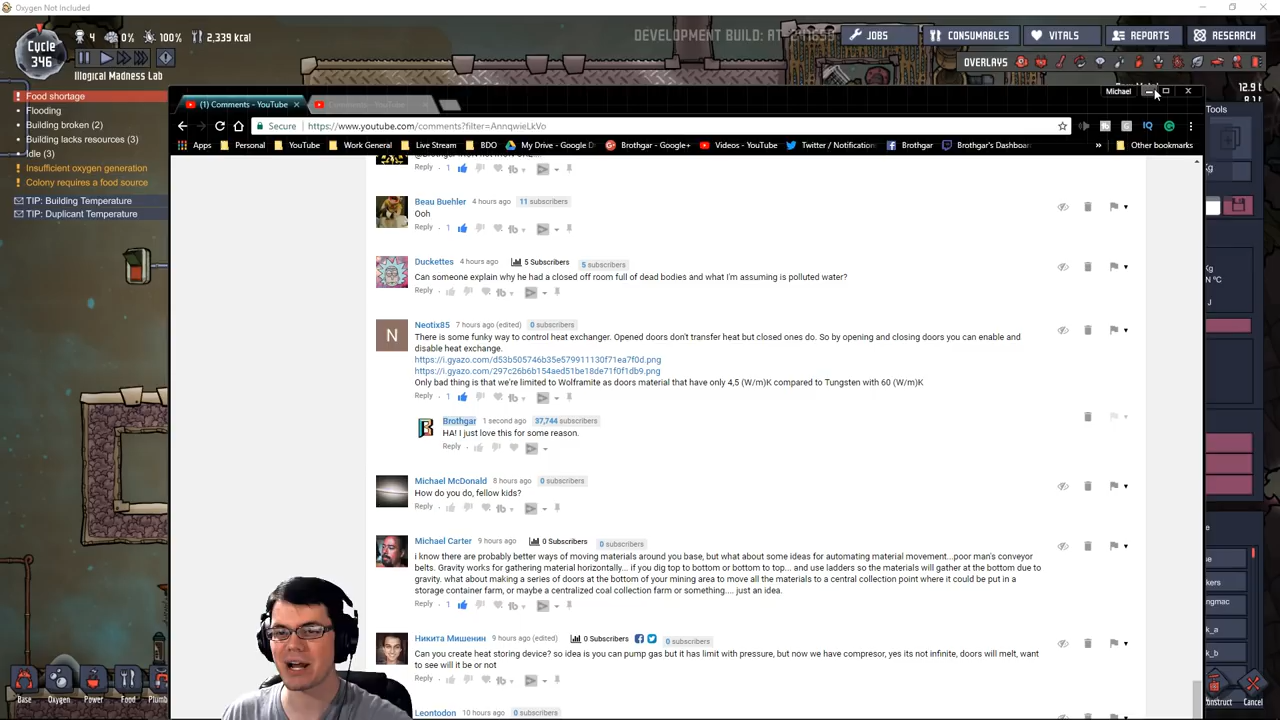 Oxygen Not Included
Cycle
346
4
0%
100%
2,339 kcal
Illogical Madness Lab
DEVELOPMENT BUILD: AT
JOBS
CONSUMABLES
VITALS
REPORTS
RESEARCH
OVERLAYS
Food shortage
Flooding
Building broken (2)
Building lacks resources (3)
Idle (3)
Insufficient oxygen generation
Colony requires a food source
TIP: Building Temperature
TIP: Duplicant Temperature
12.9 t
Tools
(1) Comments - YouTube
Comments - YouTube
Michael
Secure
https://www.youtube.com/comments?filter=AnnqwieLkVo
Apps
Personal
YouTube
Work General
Live Stream
BDO
My Drive - Google D
Brothgar - Google+
Videos - YouTube
Twitter / Notification
Brothgar
Brothgar's Dashboar
Other bookmarks
Reply · 1
Beau Buehler 4 hours ago 11 subscribers
Ooh
Reply · 1
Duckettes 4 hours ago 5 Subscribers 5 subscribers
Can someone explain why he had a closed off room full of dead bodies and what I'm assuming is polluted water?
Reply ·
N
Neotix85 7 hours ago (edited) 0 subscribers
There is some funky way to control heat exchanger. Opened doors don't transfer heat but closed ones do. So by opening and closing doors you can enable and
disable heat exchange.
https://i.gyazo.com/d53b505746b35e579911130f71ea7f0d.png
https://i.gyazo.com/297c26b6b154aed51be18de71f0f1db9.png
Only bad thing is that we're limited to Wolframite as doors material that have only 4,5 (W/m)K compared to Tungsten with 60 (W/m)K
Reply · 1
Brothgar 1 second ago 37,744 subscribers
HA! I just love this for some reason.
Reply ·
Michael McDonald 8 hours ago 0 subscribers
How do you do, fellow kids?
Reply ·
Michael Carter 9 hours ago 0 Subscribers 0 subscribers
i know there are probably better ways of moving materials around you base, but what about some ideas for automating material movement...poor man's conveyor
belts. Gravity works for gathering material horizontally... if you dig top to bottom or bottom to top... and use ladders so the materials will gather at the bottom due to
gravity. what about making a series of doors at the bottom of your mining area to move all the materials to a central collection point where it could be put in a
storage container farm, or maybe a centralized coal collection farm or something.... just an idea.
Reply · 1
Никита Мишенин 9 hours ago (edited) 0 Subscribers 0 subscribers
Can you create heat storing device? so idea is you can pump gas but it has limit with pressure, but now we have compresor, yes its not infinite, doors will melt, want
to see will it be or not
Reply ·
Leontodon 10 hours ago 0 subscribers
Base
Oxygen
Power
Food
Plumb
Cancel